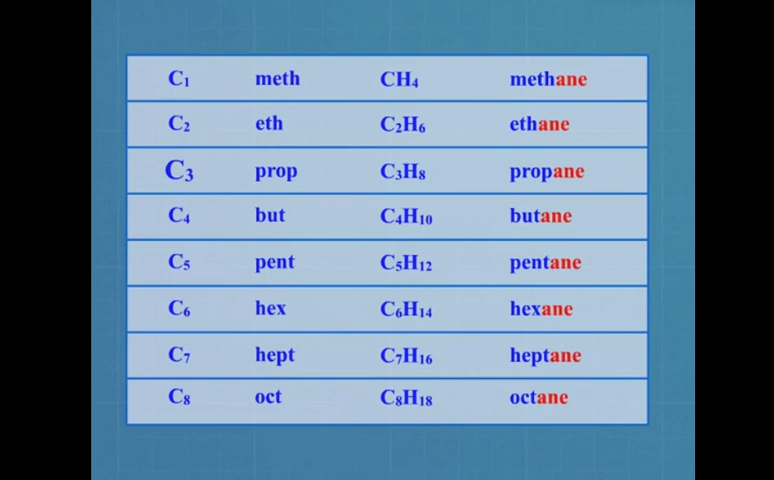 C₁ meth CH₄ methane
C₂ eth C₂H₆ ethane
C₃ prop C₃H₈ propane
C₄ but C₄H₁₀ butane
C₅ pent C₅H₁₂ pentane
C₆ hex C₆H₁₄ hexane
C₇ hept C₇H₁₆ heptane
C₈ oct C₈H₁₈ octane